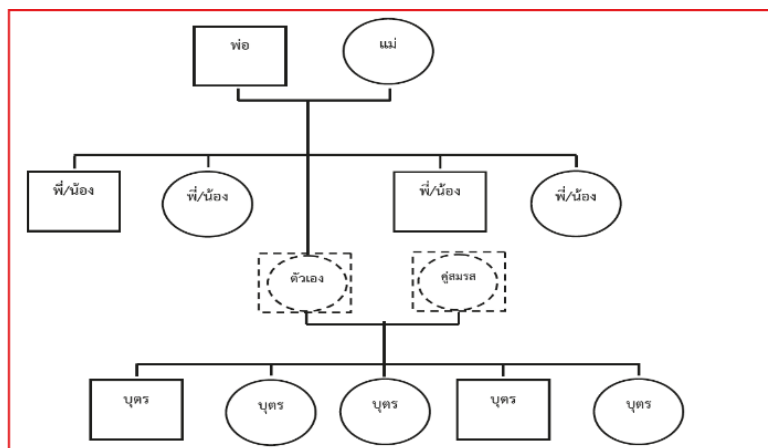 พ่อ
แม่
พี่/น้อง
พี่/น้อง
พี่/น้อง
พี่/น้อง
ตัวเอง
คู่สมรส
บุตร
บุตร
บุตร
บุตร
บุตร